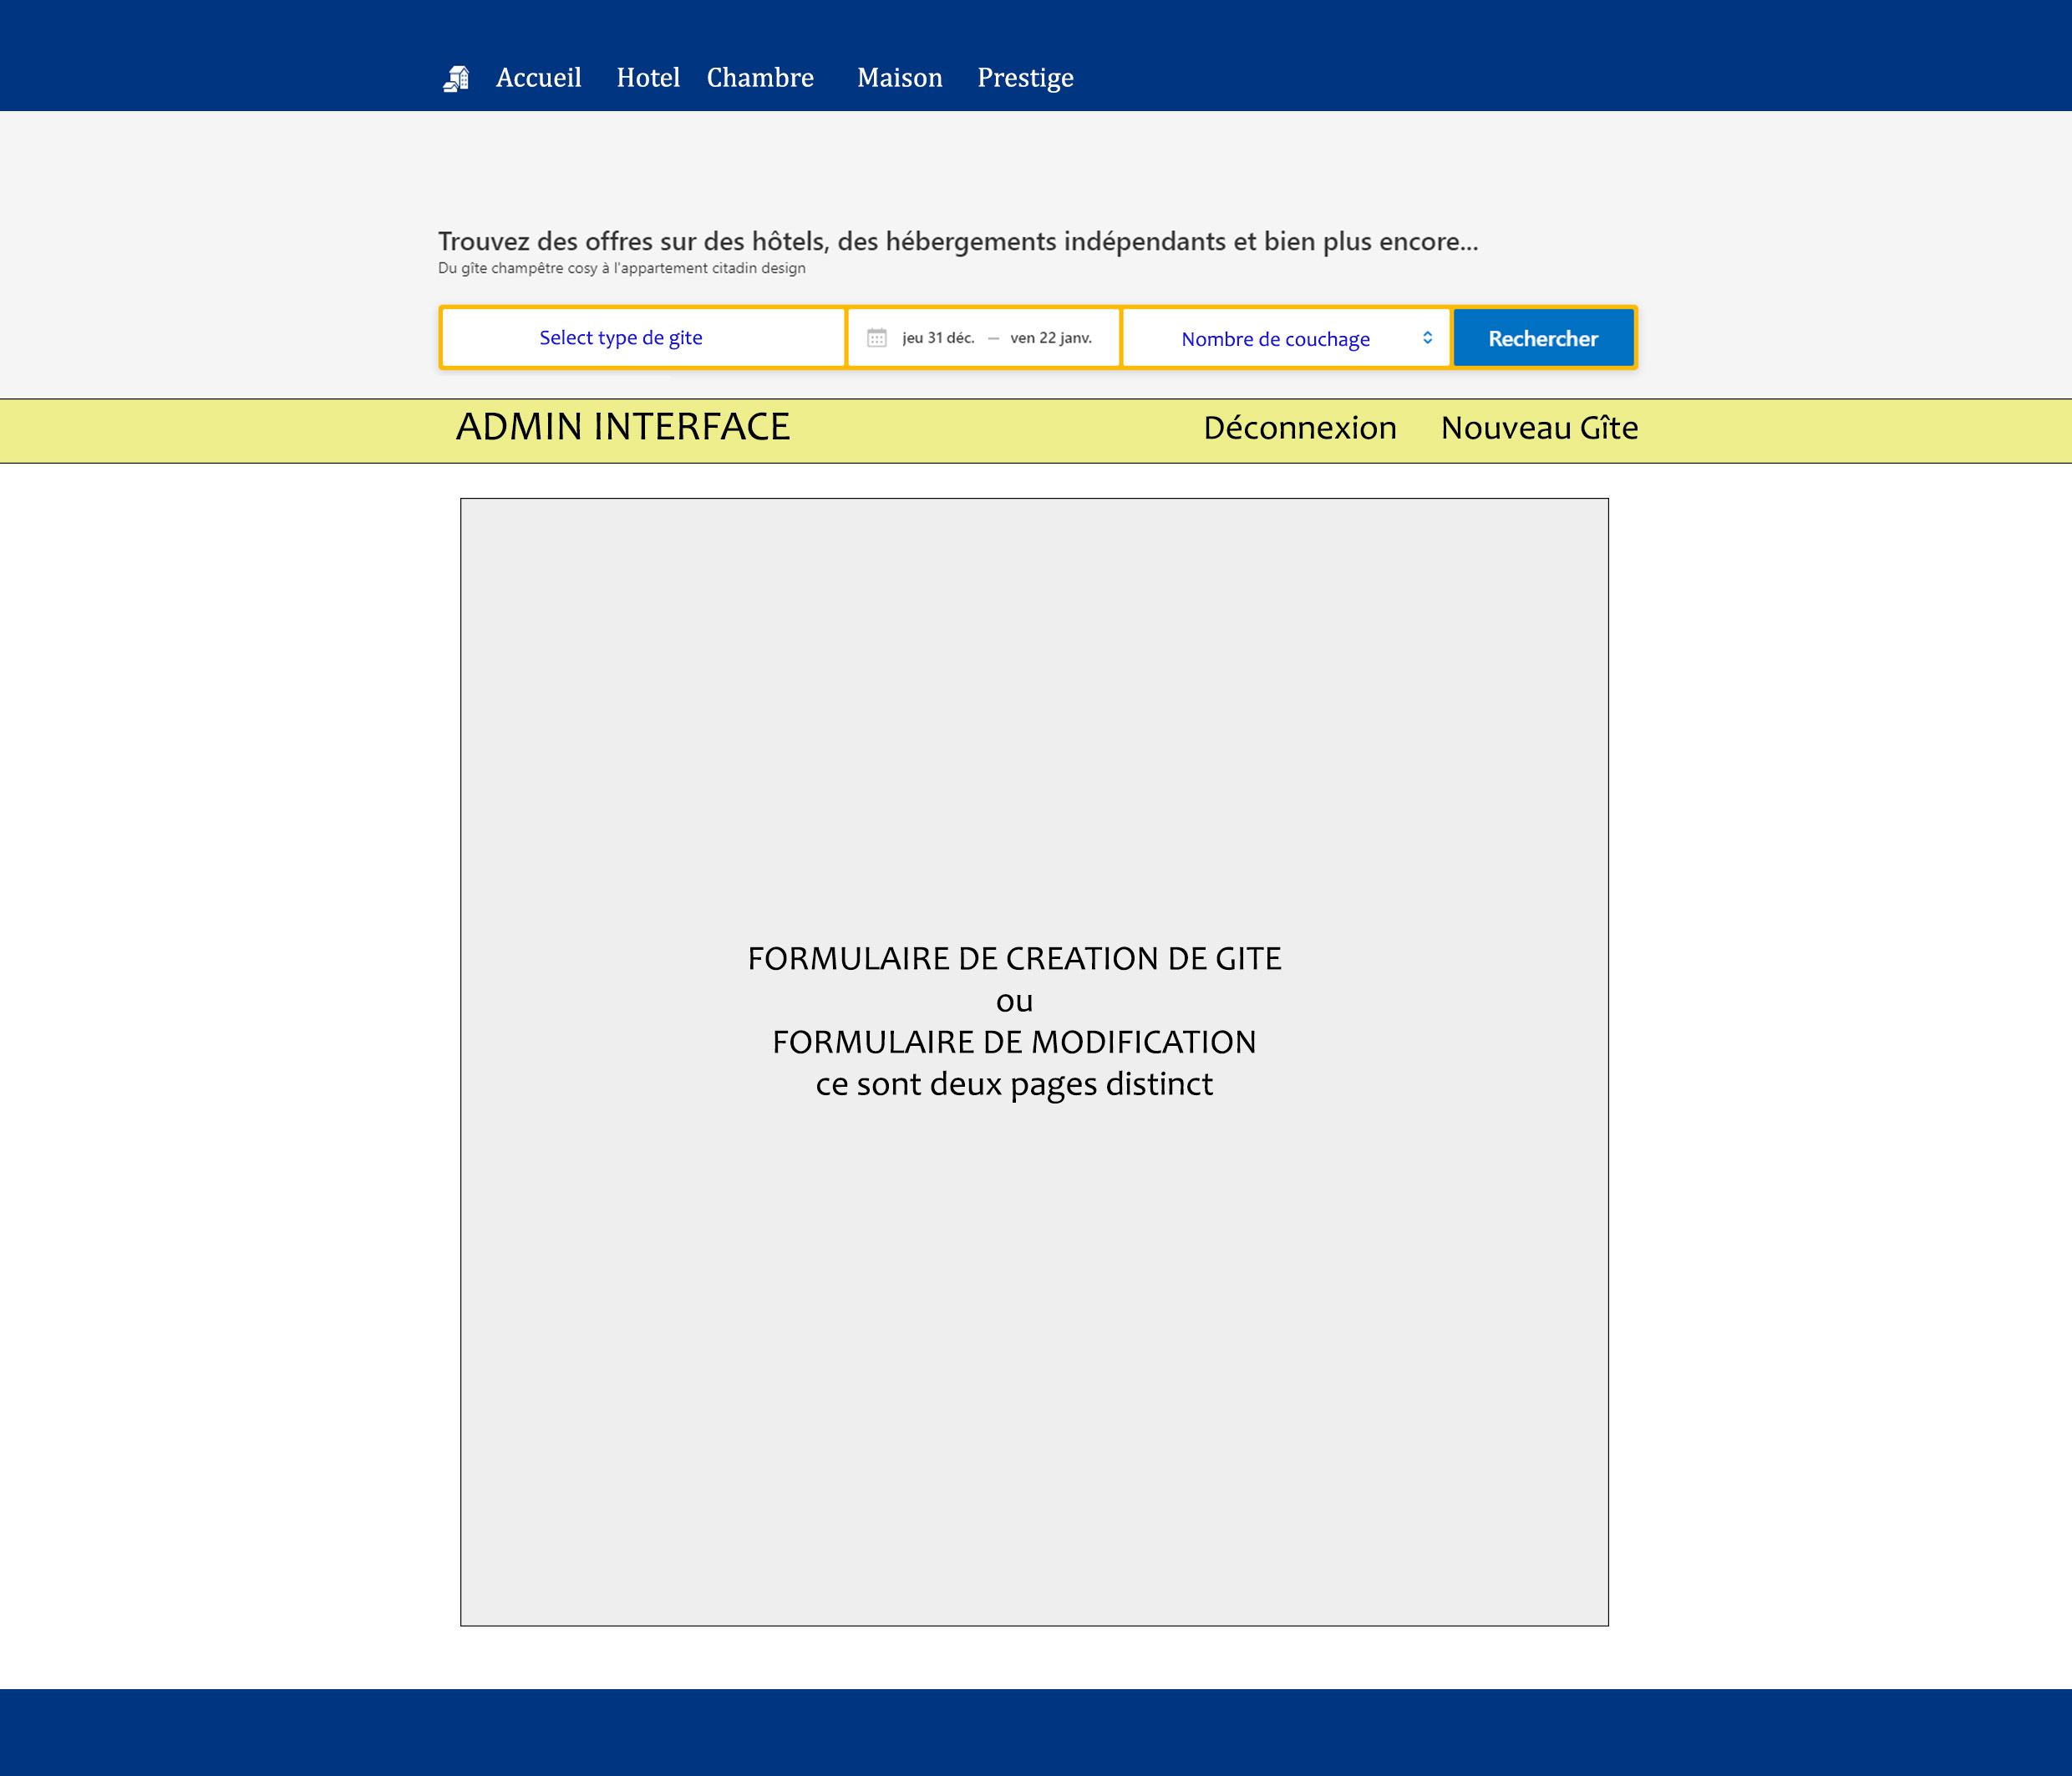 Accueil Hotel Chambre Maison Prestige
Trouvez des offres sur des hôtels, des hébergements indépendants et bien plus encore...
Du gîte champêtre cosy à l'appartement citadin design
Select type de gite jeu 31 déc. — ven 22 janv. Nombre de couchage Rechercher
ADMIN INTERFACE Déconnexion Nouveau Gîte
FORMULAIRE DE CREATION DE GITE
ou
FORMULAIRE DE MODIFICATION
ce sont deux pages distinct